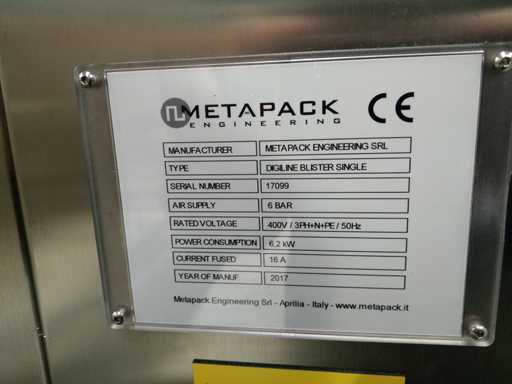 METAPACK
ENGINEERING
CE
MANUFACTURER METAPACK ENGINEERING SRL
TYPE DIGILINE BLISTER SINGLE
SERIAL NUMBER 17099
AIR SUPPLY 6 BAR
RATED VOLTAGE 400V / 3PH+N+PE / 50Hz
POWER CONSUMPTION 6,2 kW
CURRENT FUSED 16 A
YEAR OF MANUF. 2017
Metapack Engineering Srl - Aprilia - Italy - www.metapack.it